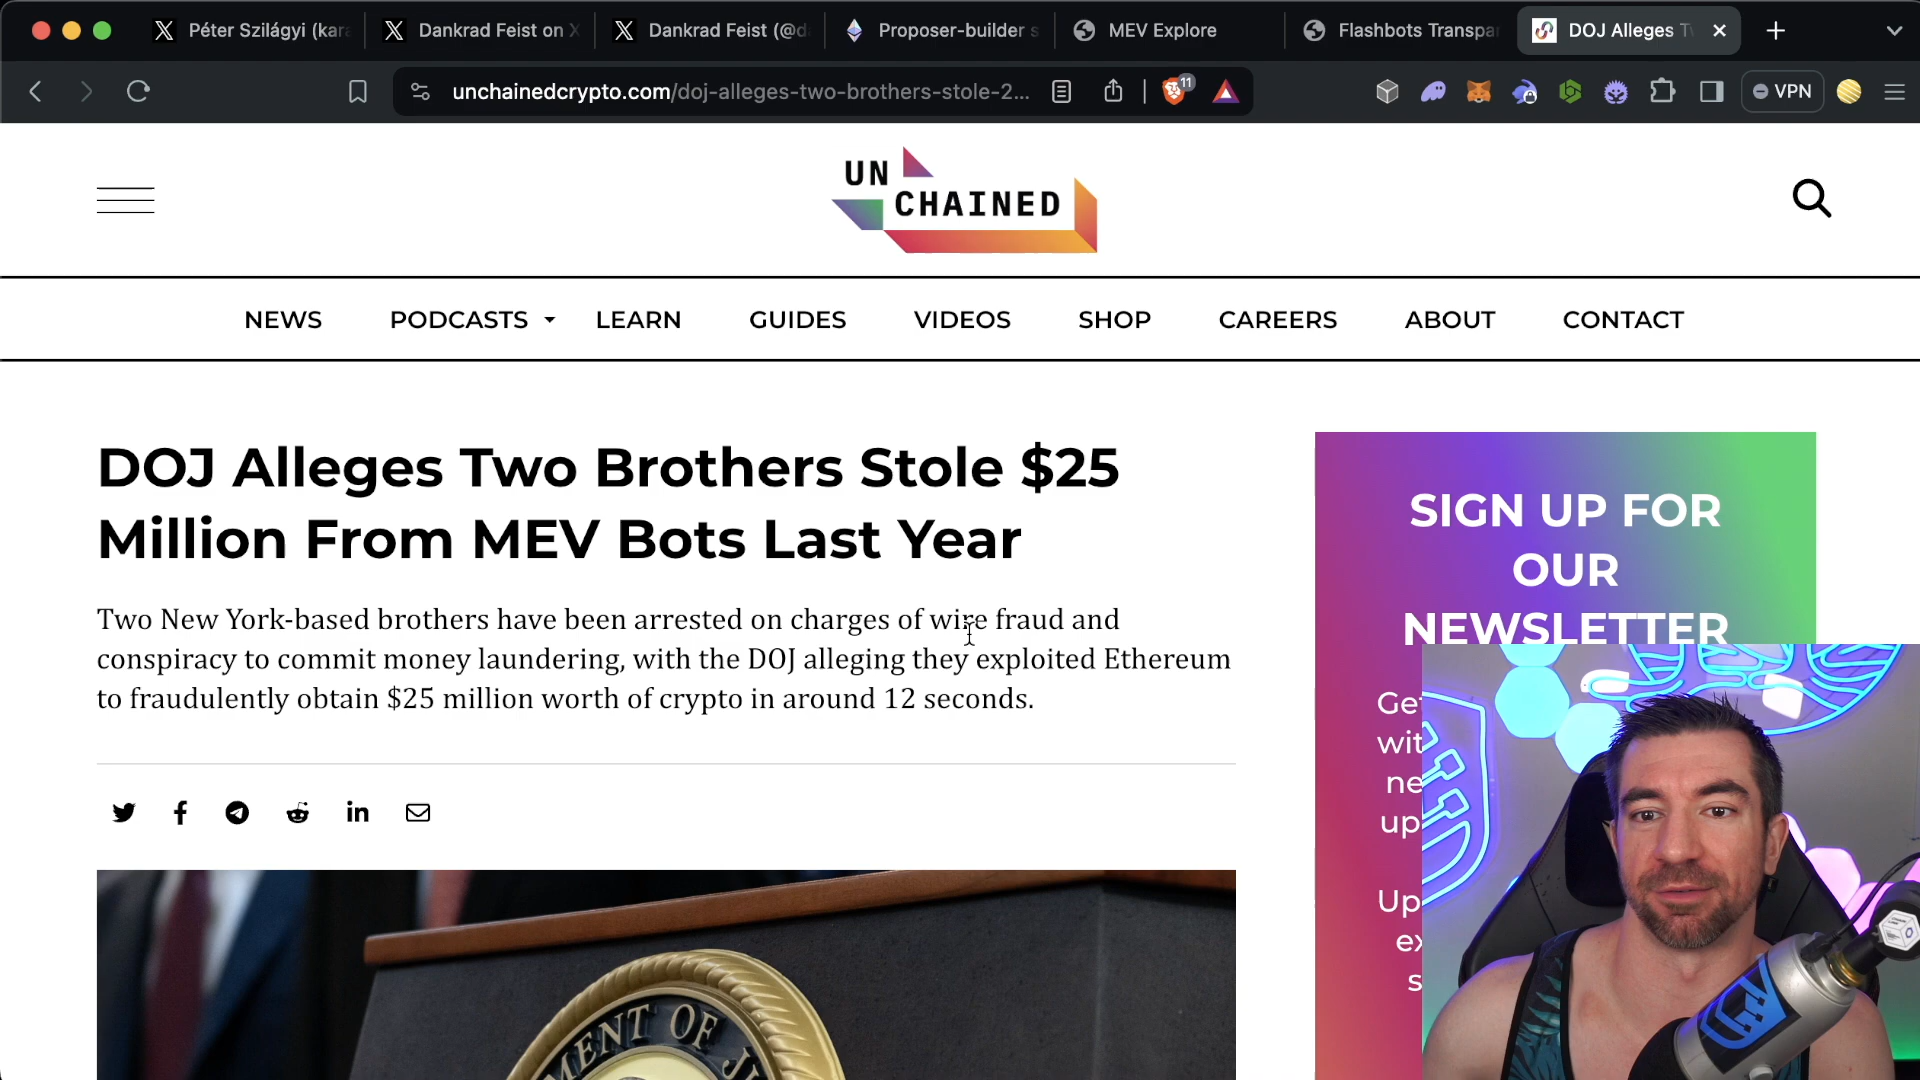 Péter Szilágyi (kara
Dankrad Feist on X
Dankrad Feist (@d
Proposer-builder s
MEV Explore
Flashbots Transpa
DOJ Alleges T
unchainedcrypto.com/doj-alleges-two-brothers-stole-2...
11
VPN
UN
CHAINED
NEWS PODCASTS LEARN GUIDES VIDEOS SHOP CAREERS ABOUT CONTACT
DOJ Alleges Two Brothers Stole $25
Million From MEV Bots Last Year
Two New York-based brothers have been arrested on charges of wire fraud and
conspiracy to commit money laundering, with the DOJ alleging they exploited Ethereum
to fraudulently obtain $25 million worth of crypto in around 12 seconds.
SIGN UP FOR
OUR
NEWSLETTER
Get
wit
ne
up
Up
ex
s
MENT OF JU